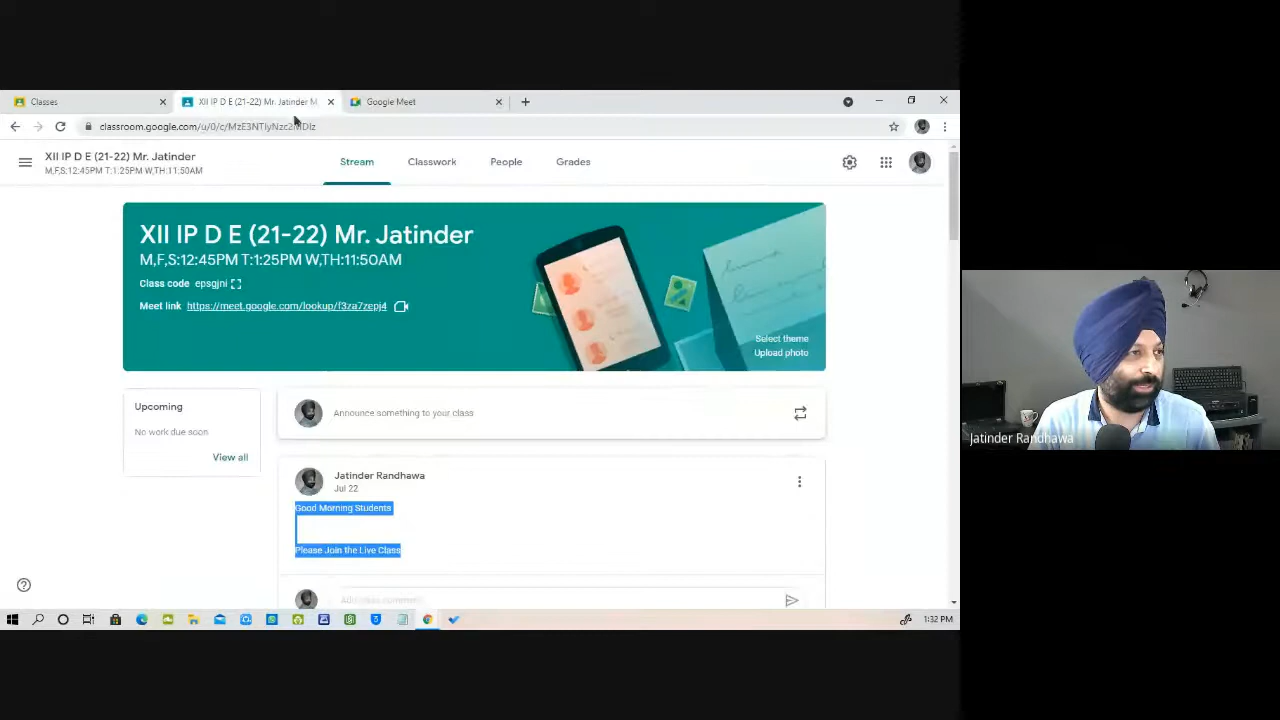 Classes
XII IP D E (21-22) Mr. Jatinder M
Google Meet
XII IP D E (21-22) Mr. Jatinder
M,F,S:12:45PM T:1:25PM W,TH:11:50AM
Stream
Classwork
People
Grades
XII IP D E (21-22) Mr. Jatinder
M,F,S:12:45PM T:1:25PM W,TH:11:50AM
Class code epsgjni
Meet link https://meet.google.com/lookup/f3za7zepj4
Select theme
Upload photo
Upcoming
No work due soon
View all
Announce something to your class
Jatinder Randhawa
Jul 22
Good Morning Students
Please Join the Live Class
1:32 PM
Jatinder Randhawa